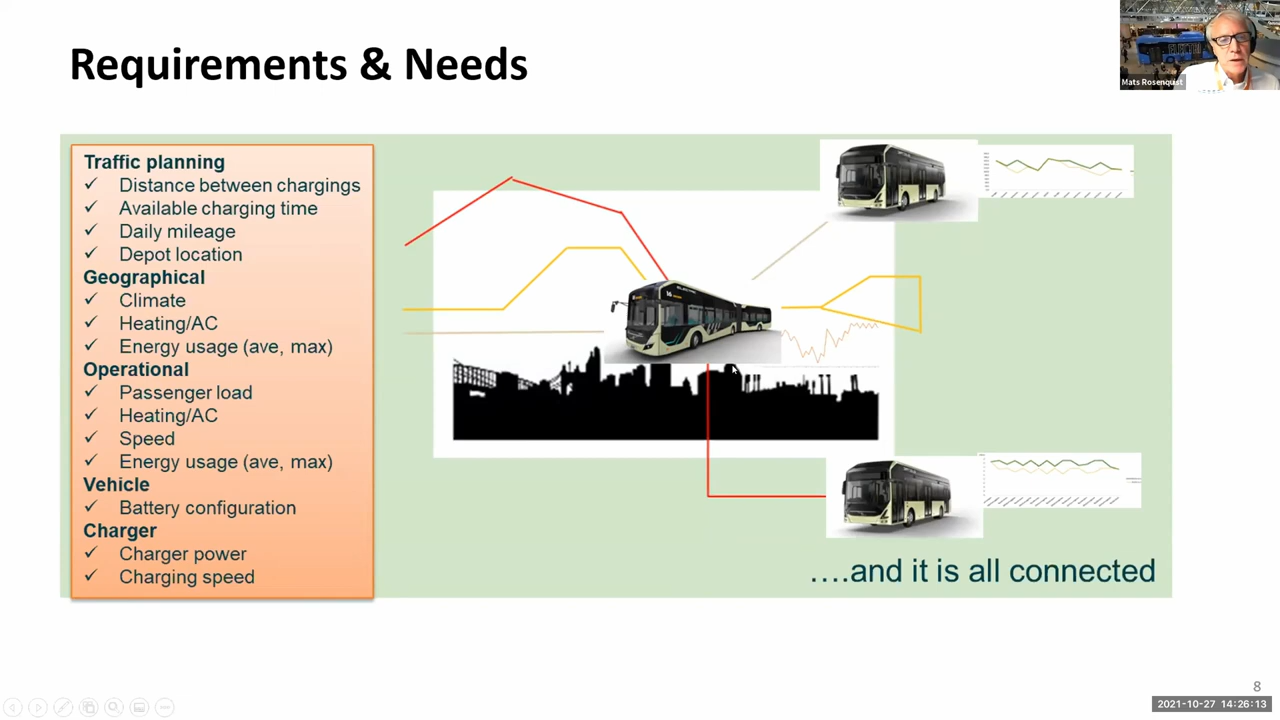 Requirements & Needs
Mats Rosenquist
Traffic planning
✓ Distance between chargings
✓ Available charging time
✓ Daily mileage
✓ Depot location
Geographical
✓ Climate
✓ Heating/AC
✓ Energy usage (ave, max)
Operational
✓ Passenger load
✓ Heating/AC
✓ Speed
✓ Energy usage (ave, max)
Vehicle
✓ Battery configuration
Charger
✓ Charger power
✓ Charging speed
….and it is all connected
8
2021-10-27 14:26:13